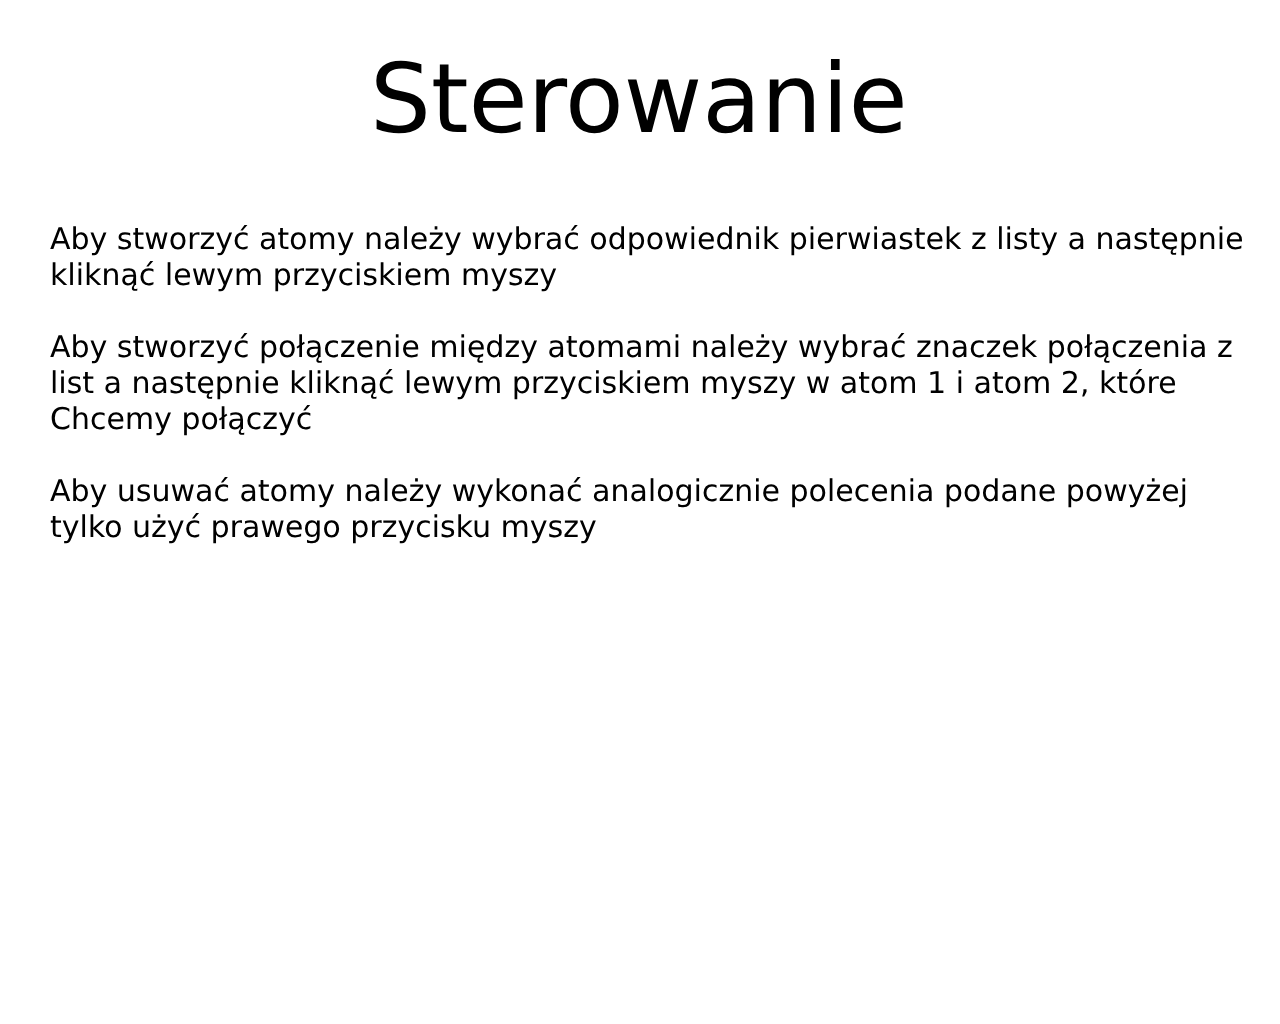 Sterowanie
Aby stworzyć atomy należy wybrać odpowiednik pierwiastek z listy a następnie
kliknąć lewym przyciskiem myszy
Aby stworzyć połączenie między atomami należy wybrać znaczek połączenia z
list a następnie kliknąć lewym przyciskiem myszy w atom 1 i atom 2, które
Chcemy połączyć
Aby usuwać atomy należy wykonać analogicznie polecenia podane powyżej
tylko użyć prawego przycisku myszy